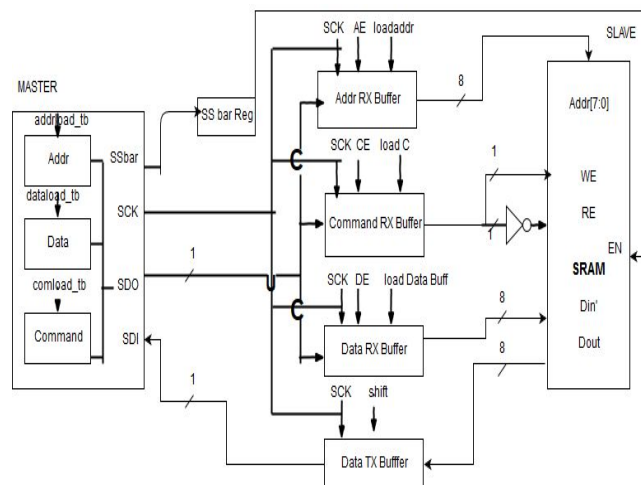 SCK AE loadaddr
SLAVE
MASTER
8
Addr RX Buffer
SS bar Reg
Addr[7:0]
addrload_tb
SSbar
Addr
SCK CE load C
1
WE
dataload_tb
SCK
Command RX Buffer
1
RE
Data
EN
1
SDO
SCK DE load Data Buff
SRAM
comload_tb
8
Din'
Command
SDI
Data RX Buffer
8
Dout
1
SCK shift
Data TX Bufffer